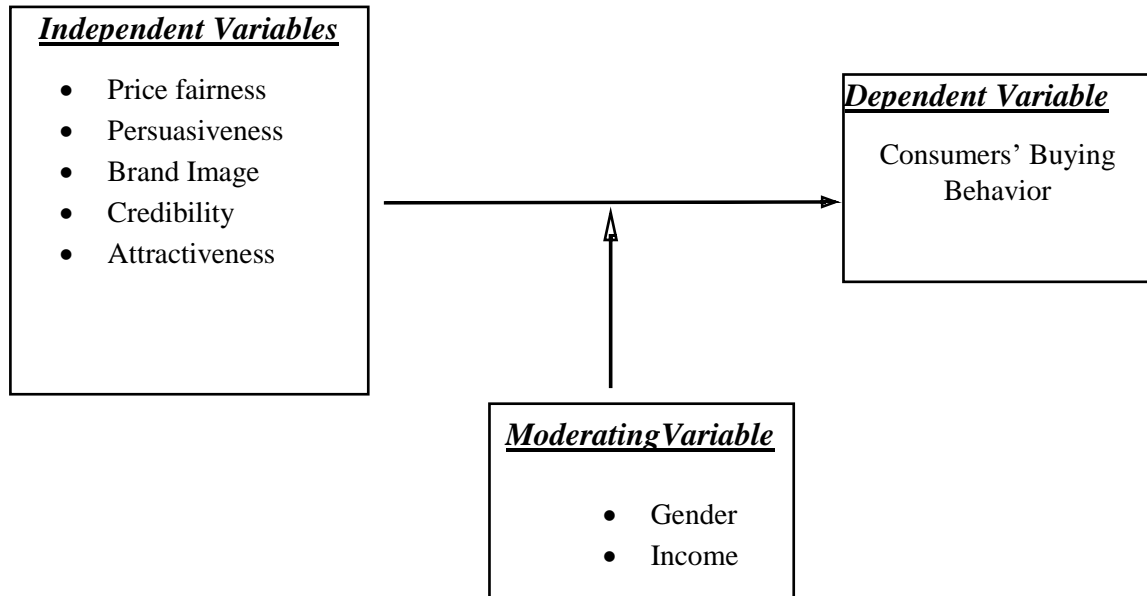 Independent Variables
• Price fairness
• Persuasiveness
• Brand Image
• Credibility
• Attractiveness
Dependent Variable
Consumers’ Buying
Behavior
ModeratingVariable
• Gender
• Income